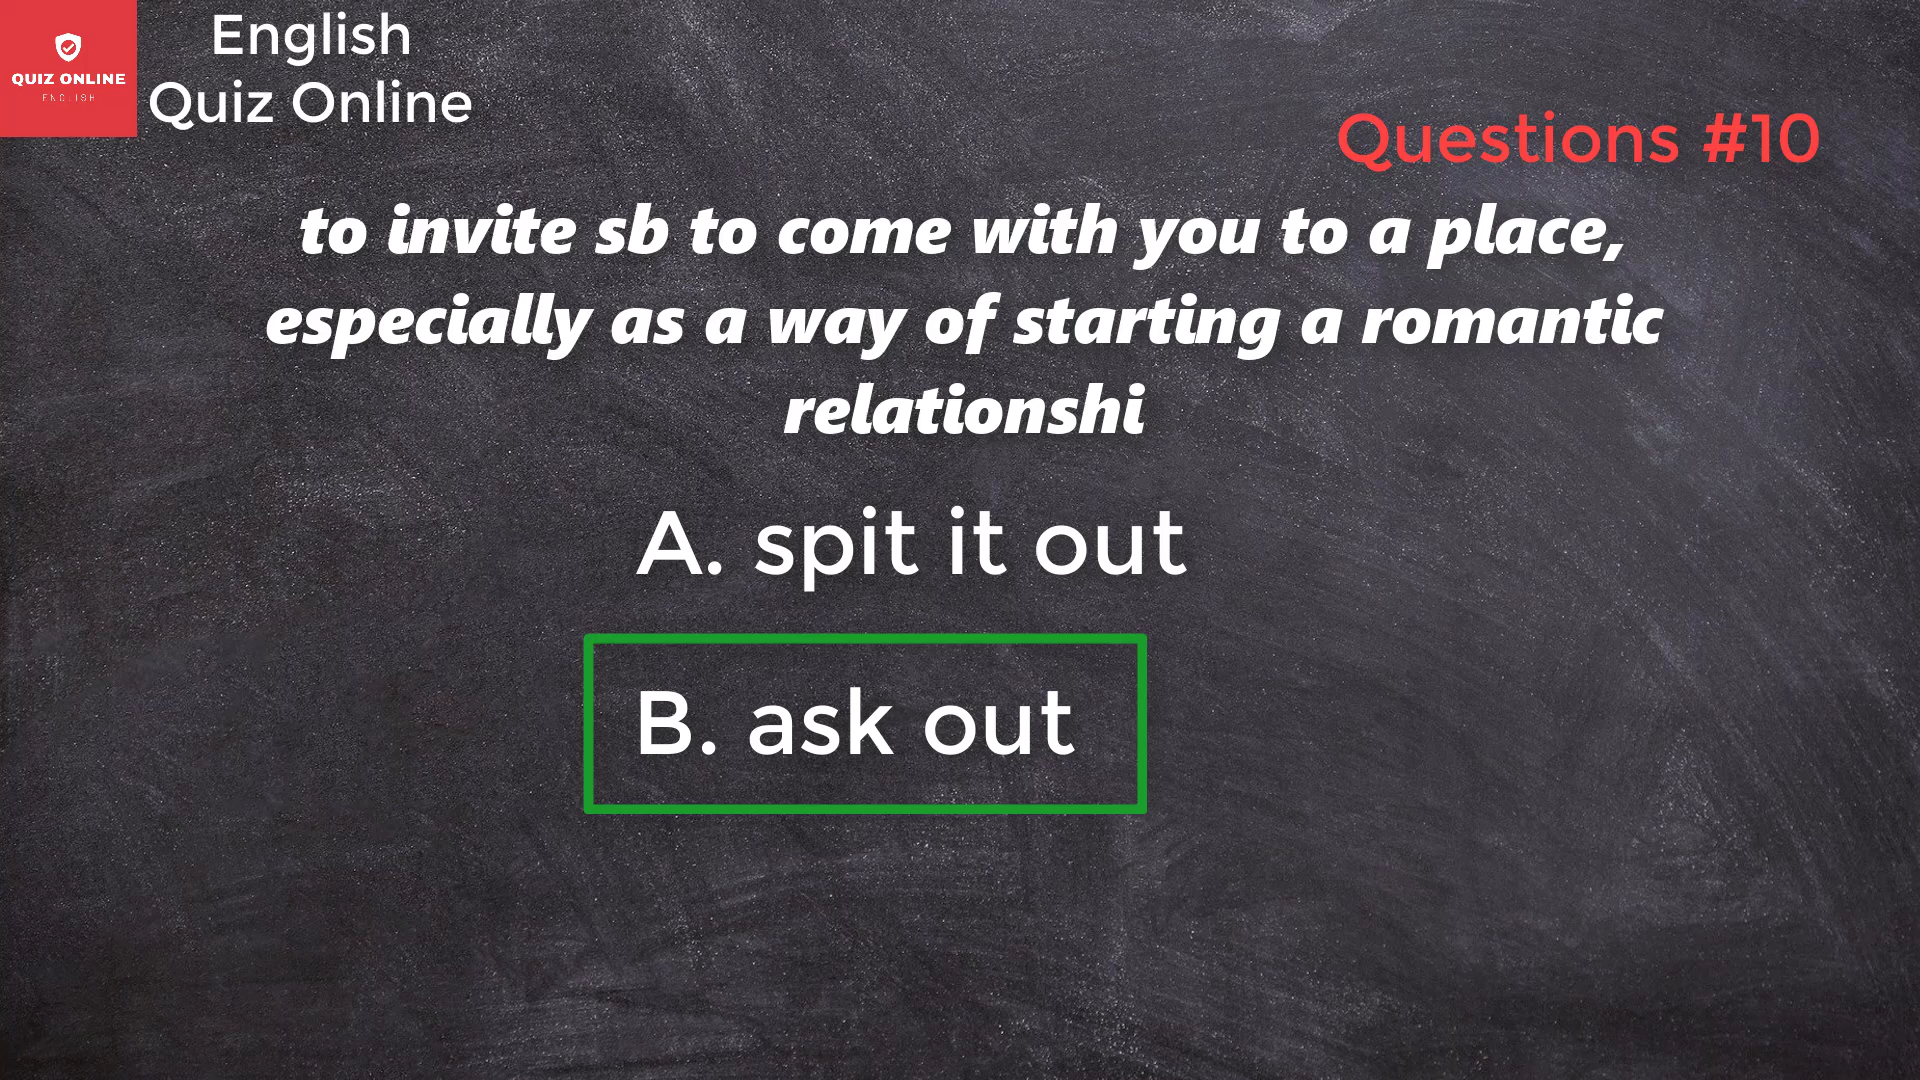 QUIZ ONLINE
ENGLISH
English
Quiz Online
Questions #10
to invite sb to come with you to a place,
especially as a way of starting a romantic
relationshi
A. spit it out
B. ask out